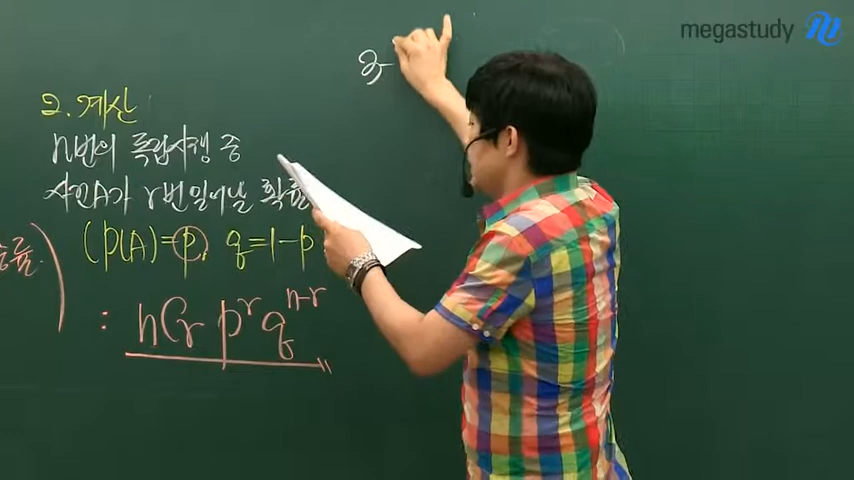 megastudy
2. 계산
n번의 독립시행 중
사건A가 r번 일어날 확률
(P(A)=p, q=1-p)
: nCr p^r q^n-r